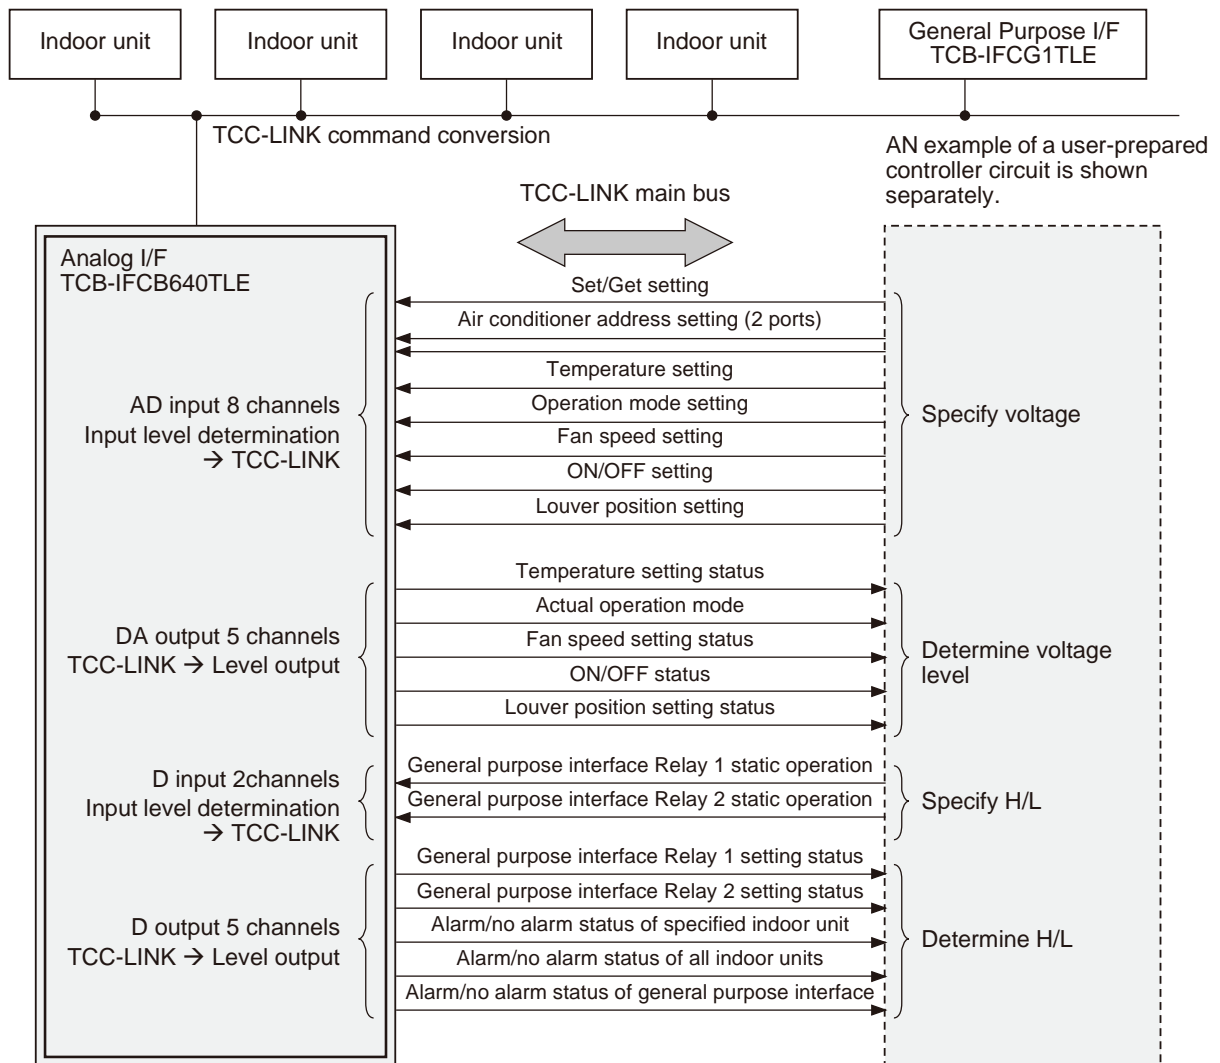 Indoor unit
Indoor unit
Indoor unit
Indoor unit
General Purpose I/F
TCB-IFCG1TLE
TCC-LINK command conversion
AN example of a user-prepared
controller circuit is shown
separately.
TCC-LINK main bus
Analog I/F
TCB-IFCB640TLE
Set/Get setting
Air conditioner address setting (2 ports)
Temperature setting
Operation mode setting
Fan speed setting
ON/OFF setting
Louver position setting
AD input 8 channels
Input level determination
→ TCC-LINK
Specify voltage
Temperature setting status
Actual operation mode
Fan speed setting status
ON/OFF status
Louver position setting status
DA output 5 channels
TCC-LINK → Level output
Determine voltage
level
General purpose interface Relay 1 static operation
General purpose interface Relay 2 static operation
D input 2channels
Input level determination
→ TCC-LINK
Specify H/L
General purpose interface Relay 1 setting status
General purpose interface Relay 2 setting status
Alarm/no alarm status of specified indoor unit
Alarm/no alarm status of all indoor units
Alarm/no alarm status of general purpose interface
D output 5 channels
TCC-LINK → Level output
Determine H/L